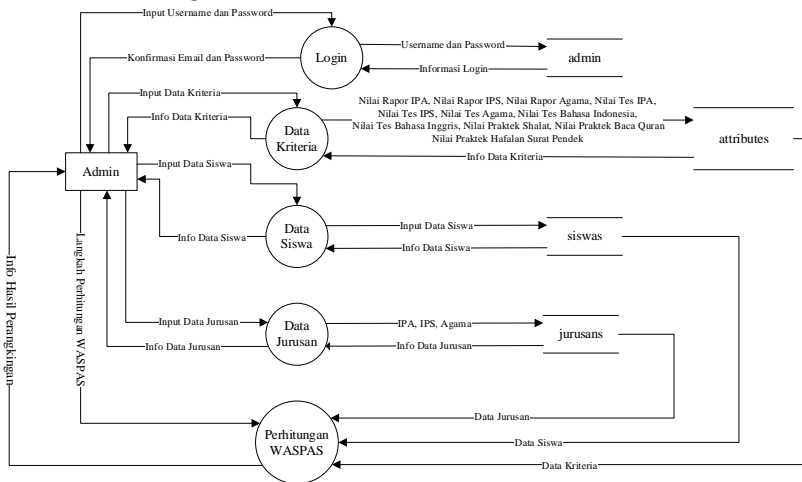 Input Username dan Password
Konfirmasi Email dan Password
Login
Username dan Password
Informasi Login
admin
Input Data Kriteria
Info Data Kriteria
Data
Kriteria
Nilai Rapor IPA, Nilai Rapor IPS, Nilai Rapor Agama, Nilai Tes IPA,
Nilai Tes IPS, Nilai Tes Agama, Nilai Tes Bahasa Indonesia,
Nilai Tes Bahasa Inggris, Nilai Praktek Shalat, Nilai Praktek Baca Quran
Nilai Praktek Hafalan Surat Pendek
Info Data Kriteria
attributes
Admin
Input Data Siswa
Info Data Siswa
Data
Siswa
Input Data Siswa
Info Data Siswa
siswas
Info Hasil Perangkingan
Langkah Perhitungan WASPAS
Input Data Jurusan
Info Data Jurusan
Data
Jurusan
IPA, IPS, Agama
Info Data Jurusan
jurusans
Perhitungan
WASPAS
Data Jurusan
Data Siswa
Data Kriteria